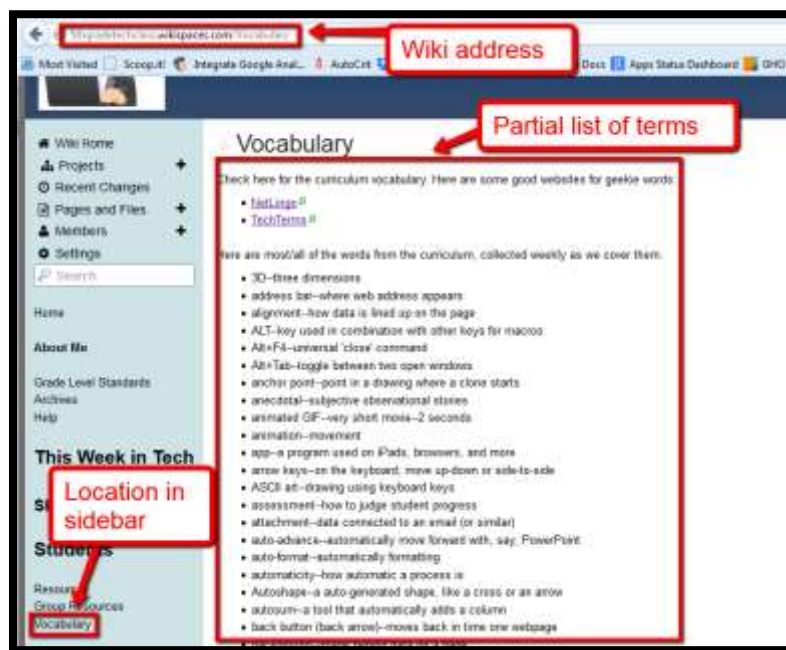 wikispaces.com
Wiki address
Most Visited Scoop.it! Integrate Google Anal... AutoCrit Docs Apps Status Dashboard
Partial list of terms
Wiki Home
Projects
Recent Changes
Pages and Files
Members
Settings
Search
Home
About Me
Grade Level Standards
Archives
Help
This Week in Tech
Location in
sidebar
Students
Group Resources
Vocabulary
Vocabulary
Check here for the curriculum vocabulary. Here are some good websites for geekie words:
NetLingo
TechTerms
Here are most/all of the words from the curriculum, collected weekly as we cover them:
3D--three dimensions
address bar--where web address appears
alignment--how data is lined up on the page
ALT--key used in combination with other keys for macros
Alt+F4--universal 'close' command
Alt+Tab--toggle between two open windows
anchor point--point in a drawing where a clone starts
anecdotal--subjective observational stories
animated GIF--very short movie--2 seconds
animation--movement
app--a program used on iPads, browsers, and more
arrow keys--on the keyboard; move up-down or side-to-side
ASCII art--drawing using keyboard keys
assessment--how to judge student progress
attachment--data connected to an email (or similar)
auto-advance--automatically move forward with, say, PowerPoint
auto-format--automatically formatting
automaticity--how automatic a process is
Autoshape--a auto-generated shape, like a cross or an arrow
autosum--a tool that automatically adds a column
back button (back arrow)--moves back in time one webpage